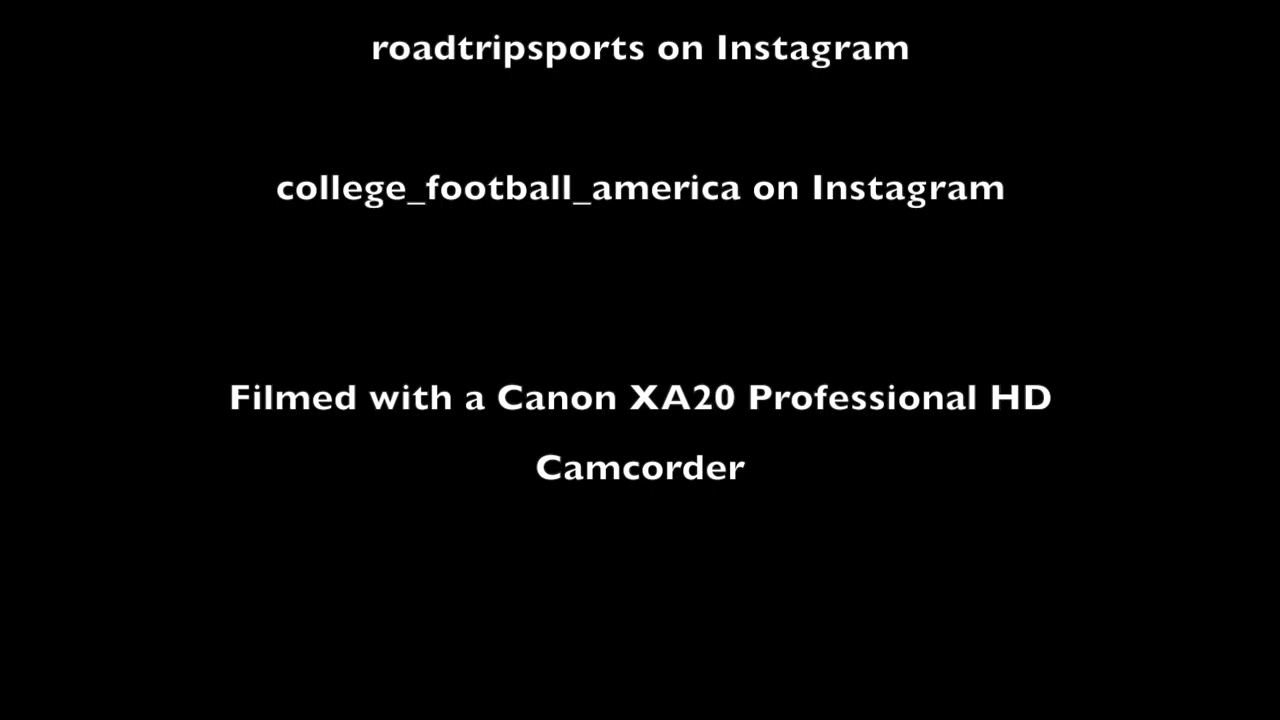 roadtripsports on Instagram
college_football_america on Instagram
Filmed with a Canon XA20 Professional HD
Camcorder